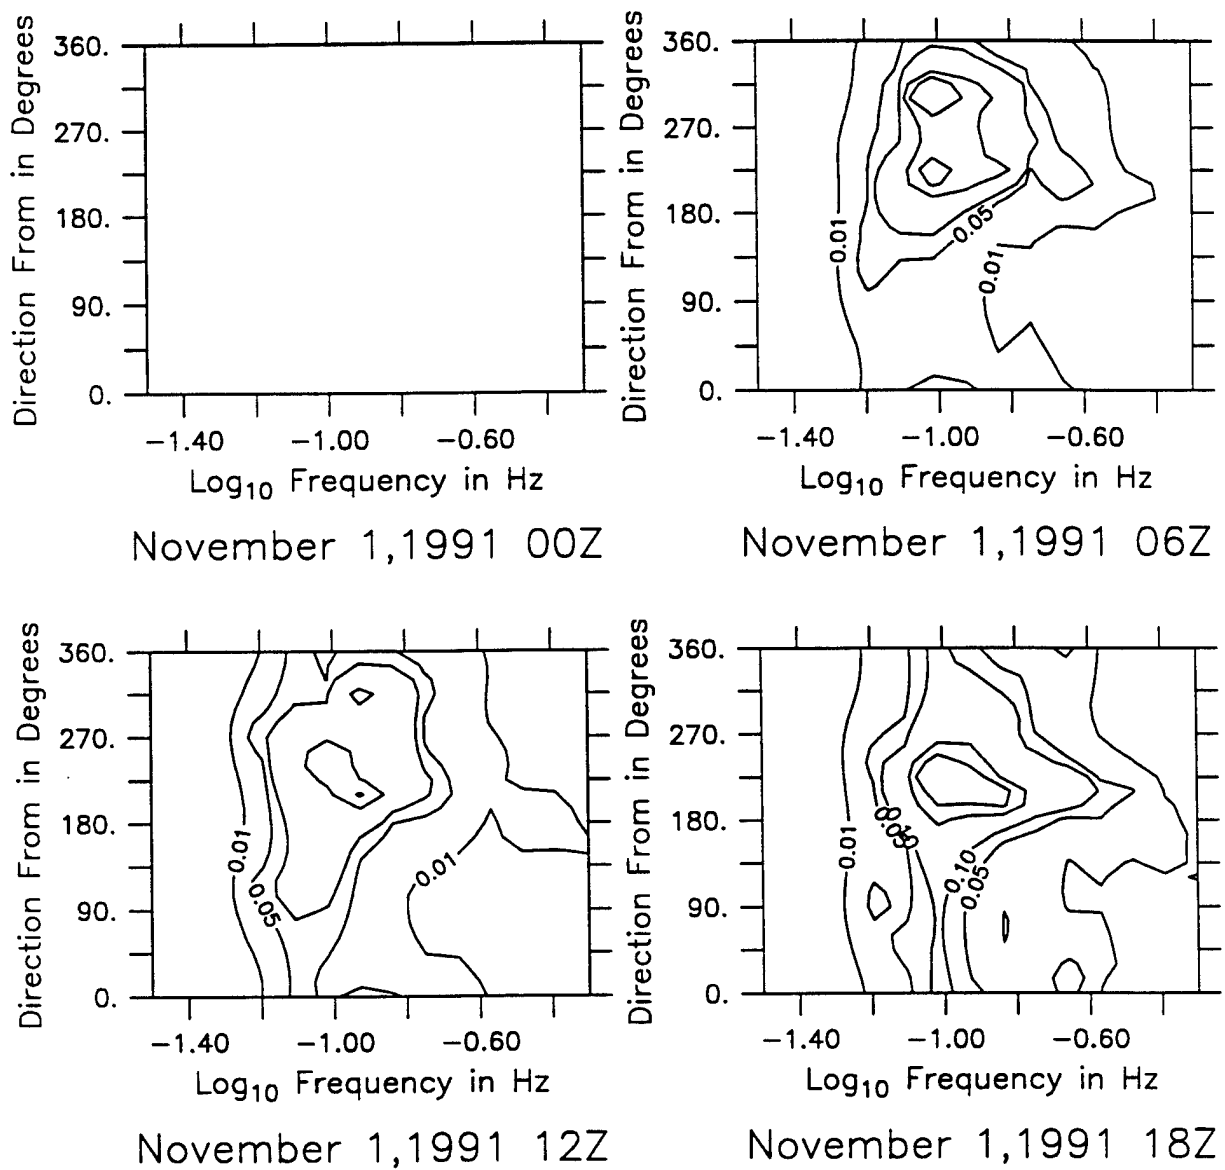 Direction From in Degrees
360.
270.
180.
90.
0.
-1.40 -1.00 -0.60
Log10 Frequency in Hz
November 1,1991 00Z
Direction From in Degrees
360.
270.
180.
90.
0.
0.01
0.05
0.01
-1.40 -1.00 -0.60
Log10 Frequency in Hz
November 1,1991 06Z
Direction From in Degrees
360.
270.
180.
90.
0.
0.01
0.05
0.01
-1.40 -1.00 -0.60
Log10 Frequency in Hz
November 1,1991 12Z
Direction From in Degrees
360.
270.
180.
90.
0.
0.01
0.05
0.10
0.10
0.05
-1.40 -1.00 -0.60
Log10 Frequency in Hz
November 1,1991 18Z